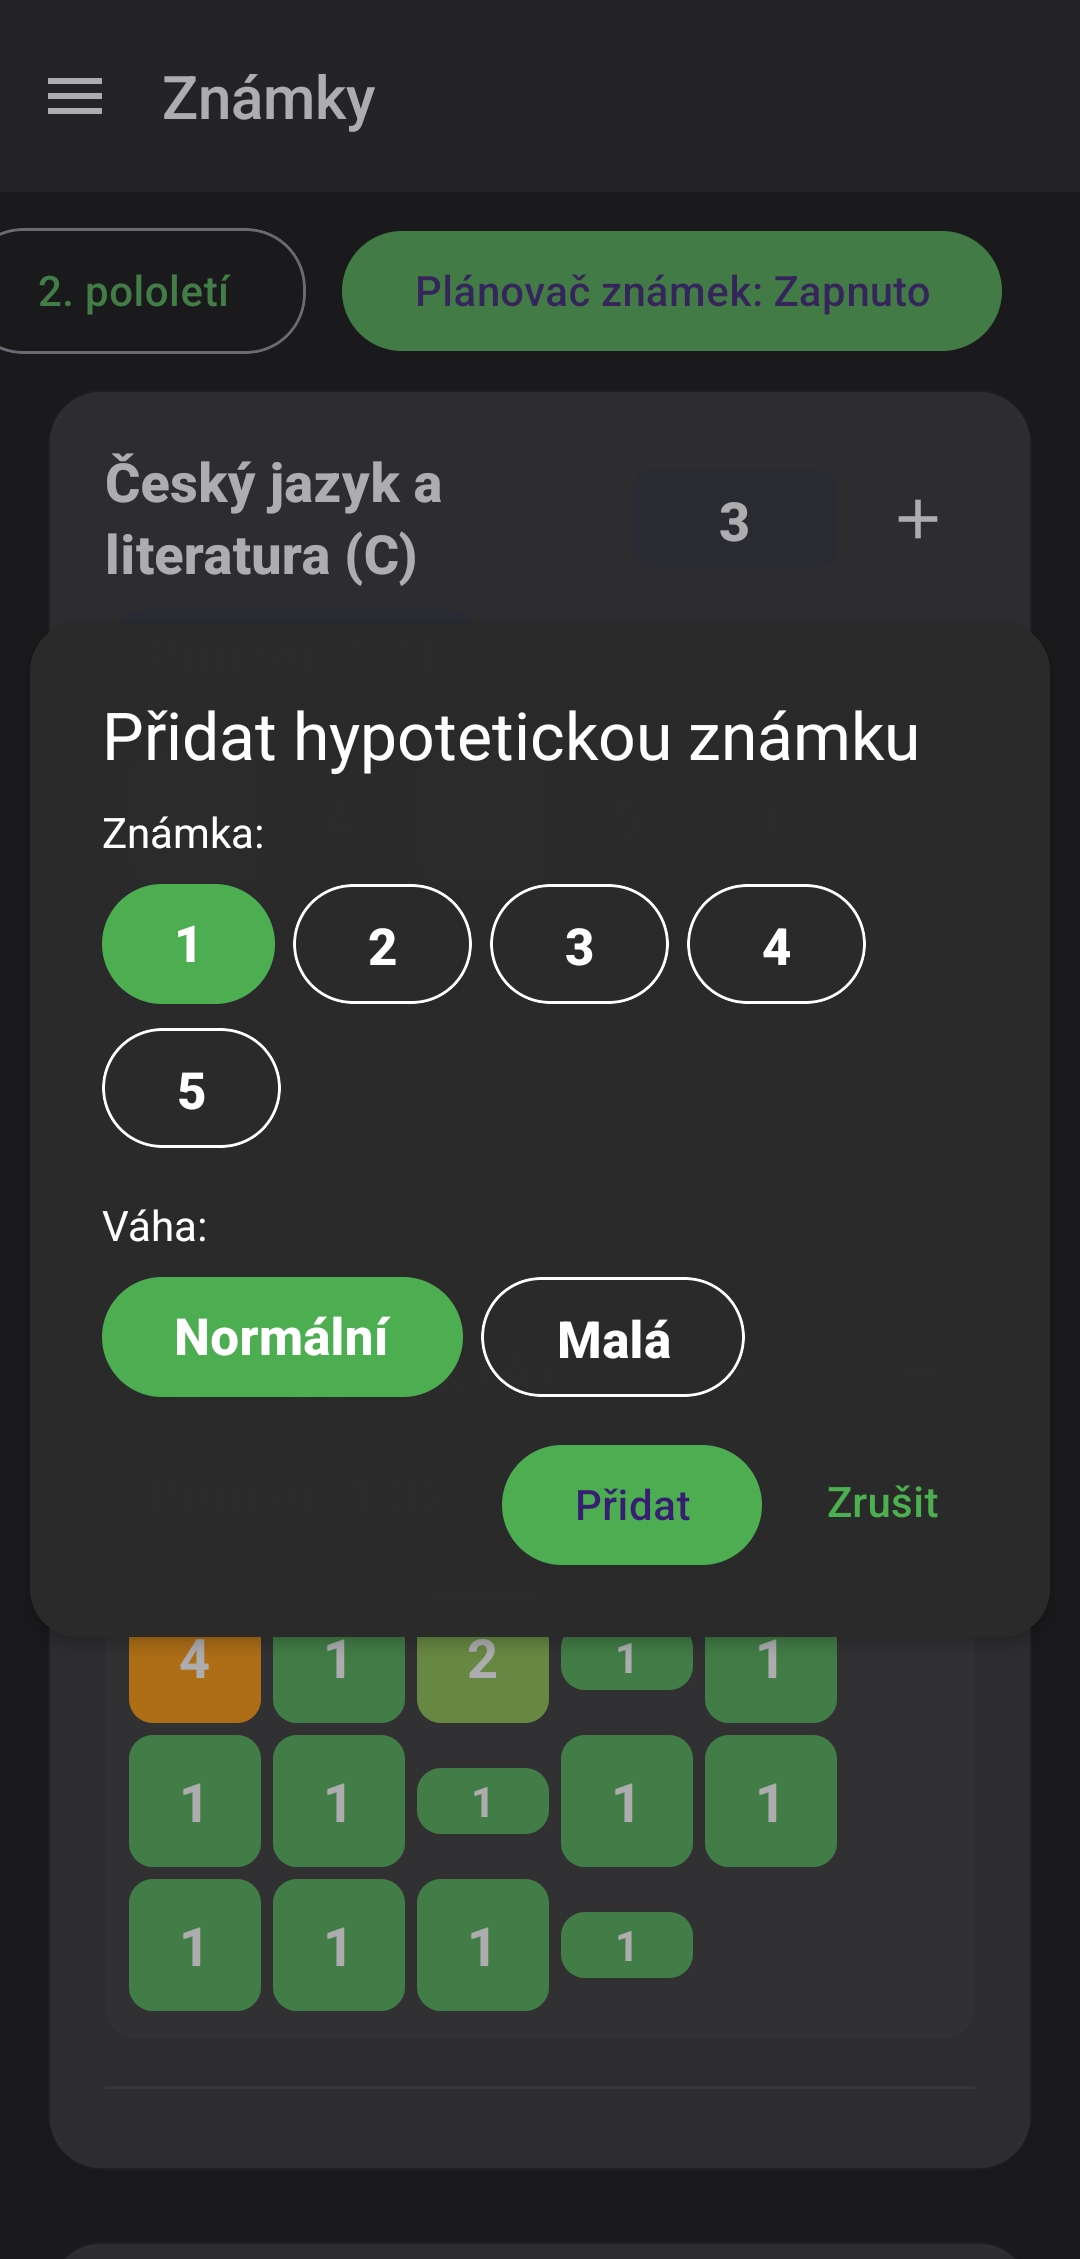 Známky
2. pololetí
Plánovač známek: Zapnuto
Český jazyk a
literatura (C)
3
Přidat hypotetickou známku
Známka:
1 2 3 4
5
Váha:
Normální Malá
Přidat Zrušit
4 1 2 1 1
1 1 1 1 1
1 1 1 1